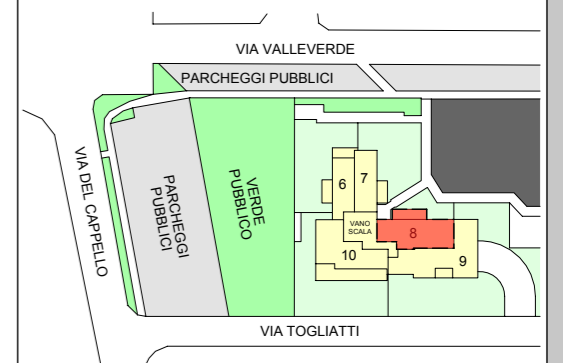 VIA VALLEVERDE
PARCHEGGI PUBBLICI
VIA DEL CAPPELLO
PARCHEGGI
PUBBLICI
VERDE
PUBBLICO
6
7
VANO
SCALA
8
10
9
VIA TOGLIATTI